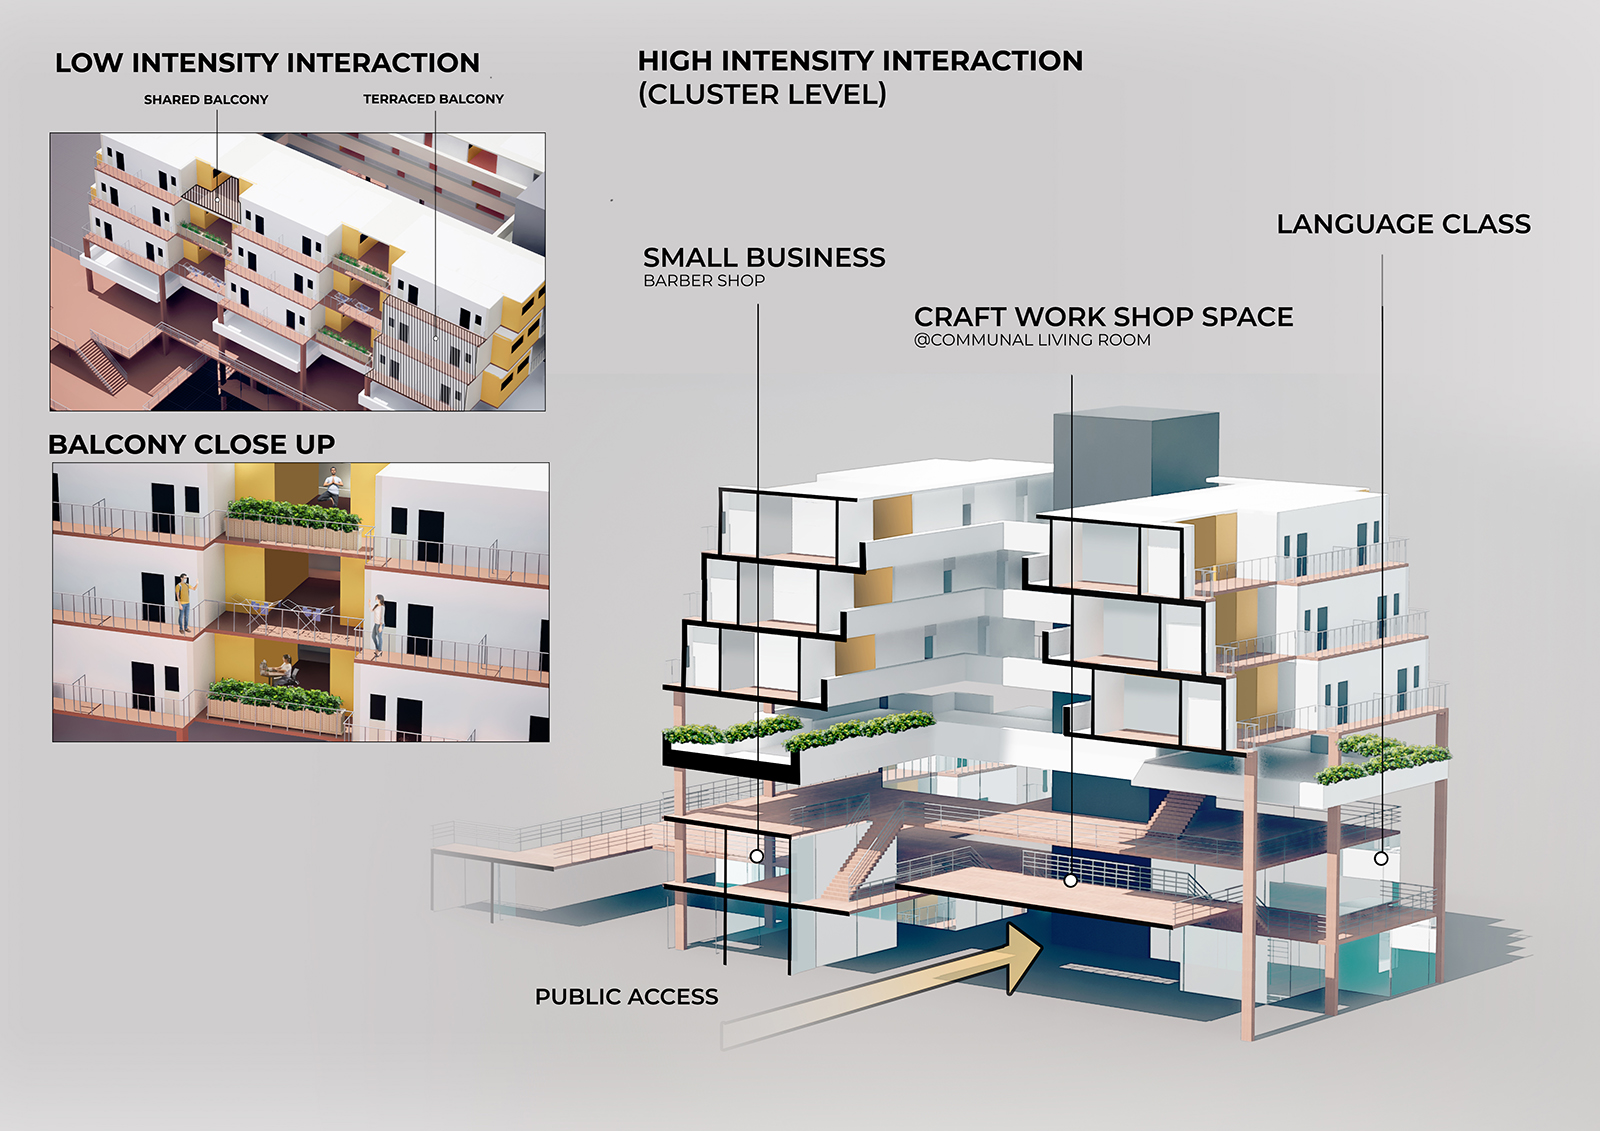 LOW INTENSITY INTERACTION
SHARED BALCONY
TERRACED BALCONY
BALCONY CLOSE UP
HIGH INTENSITY INTERACTION
(CLUSTER LEVEL)
SMALL BUSINESS
BARBER SHOP
CRAFT WORK SHOP SPACE
@COMMUNAL LIVING ROOM
LANGUAGE CLASS
PUBLIC ACCESS